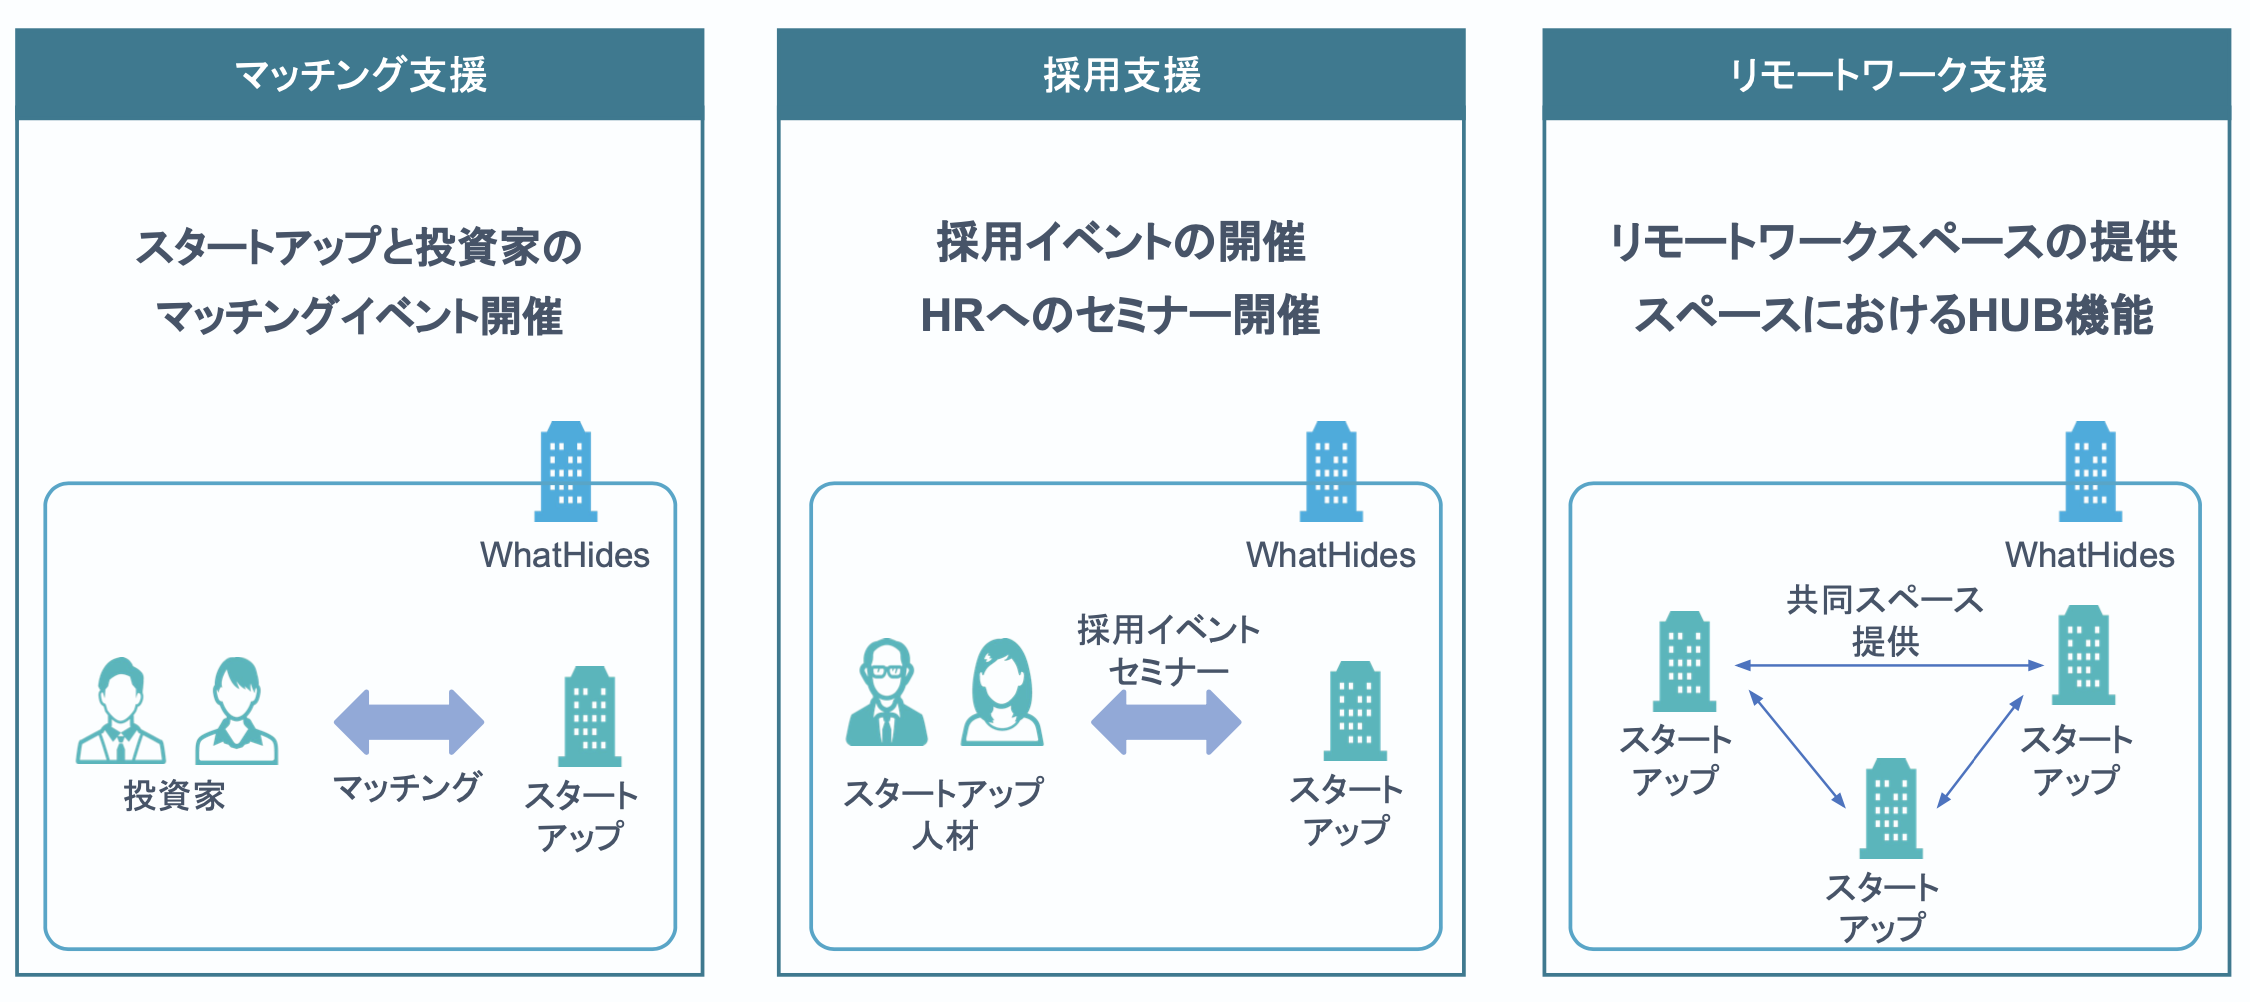 マッチング支援
スタートアップと投資家の
マッチングイベント開催
WhatHides
投資家
マッチング
スタート
アップ
採用支援
採用イベントの開催
HRへのセミナー開催
WhatHides
採用イベント
セミナー
スタートアップ
人材
スタート
アップ
リモートワーク支援
リモートワークスペースの提供
スペースにおけるHUB機能
WhatHides
共同スペース
提供
スタート
アップ
スタート
アップ
スタート
アップ